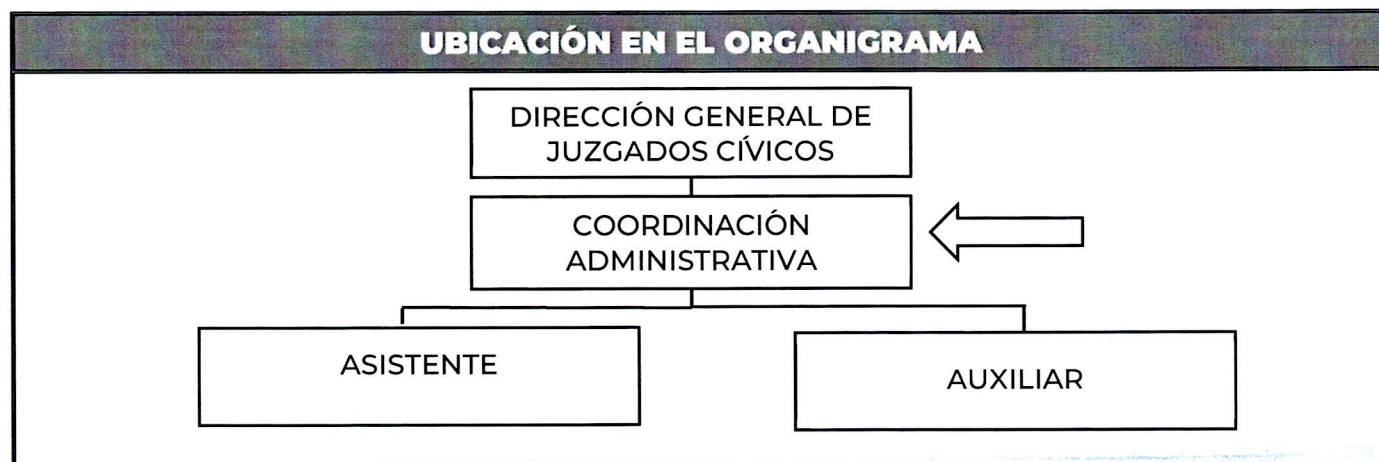 UBICACIÓN EN EL ORGANIGRAMA
DIRECCIÓN GENERAL DE
JUZGADOS CÍVICOS
COORDINACIÓN
ADMINISTRATIVA
ASISTENTE
AUXILIAR